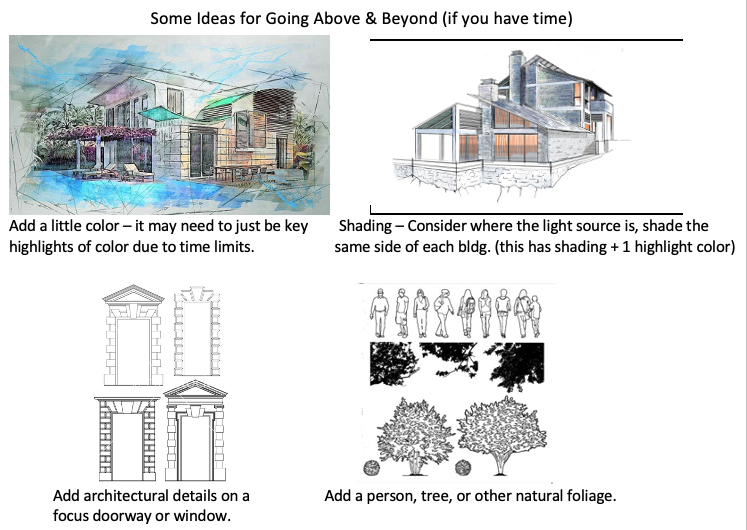 Some Ideas for Going Above & Beyond (if you have time)
Add a little color – it may need to just be key
highlights of color due to time limits.
Shading – Consider where the light source is, shade the
same side of each bldg. (this has shading + 1 highlight color)
Add architectural details on a
focus doorway or window.
Add a person, tree, or other natural foliage.